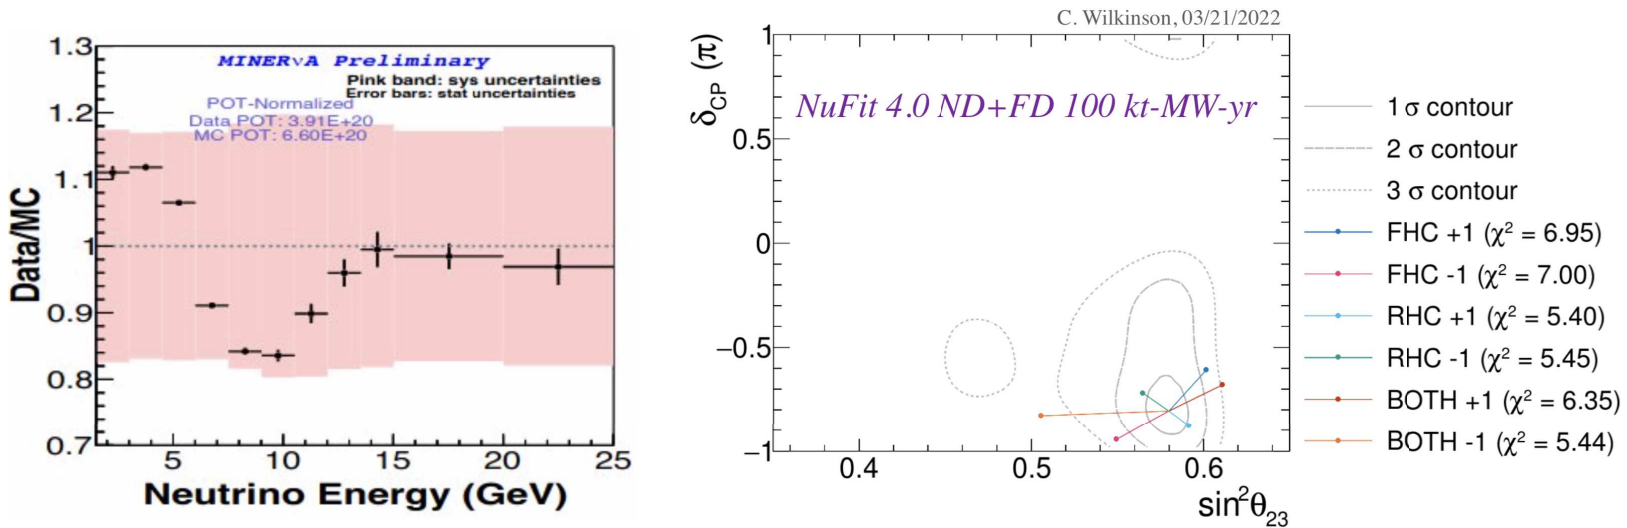 MINERνA Preliminary
Pink band: sys uncertainties
Error bars: stat uncertainties
POT-Normalized
Data POT: 3.91E+20
MC POT: 6.60E+20
Data/MC
1.3
1.2
1.1
1
0.9
0.8
0.7
5
10
15
20
25
Neutrino Energy (GeV)
C. Wilkinson, 03/21/2022
δCP (π)
NuFit 4.0 ND+FD 100 kt-MW-yr
1
0.5
0
−0.5
−1
0.4
0.5
0.6
sin²θ23
1 σ contour
2 σ contour
3 σ contour
FHC +1 (χ² = 6.95)
FHC -1 (χ² = 7.00)
RHC +1 (χ² = 5.40)
RHC -1 (χ² = 5.45)
BOTH +1 (χ² = 6.35)
BOTH -1 (χ² = 5.44)